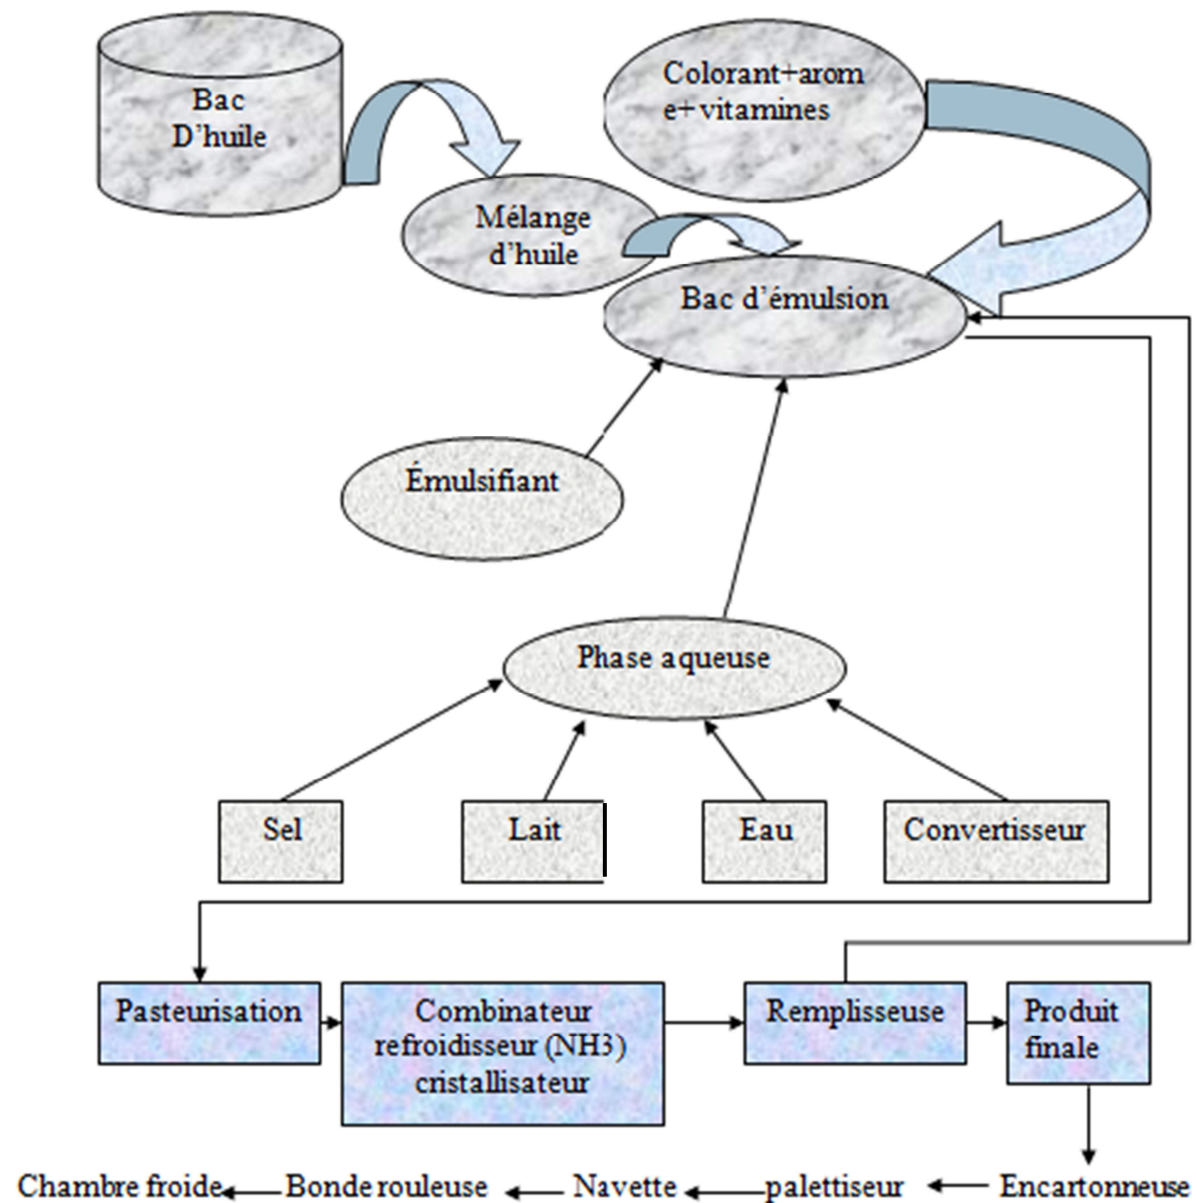 Bac
D'huile
Colorant+arom
e+vitamines
Mélange
d'huile
Bac d'émulsion
Émulsifiant
Phase aqueuse
Sel
Lait
Eau
Convertisseur
Pasteurisation
Combinateur
refroidisseur (NH3)
cristallisateur
Remplisseuse
Produit
finale
Chambre froide
Bonde rouleuse
Navette
palettiseur
Encartonneuse